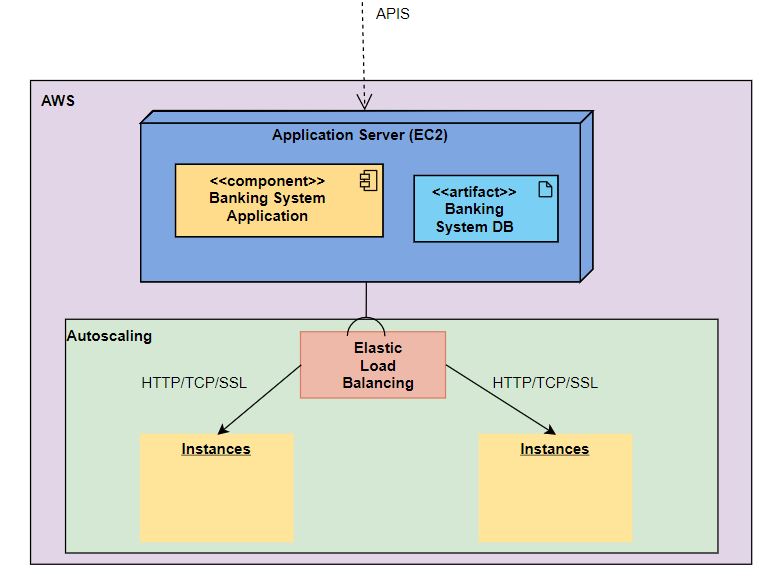 APIS
AWS
Application Server (EC2)
<<component>>
Banking System
Application
<<artifact>>
Banking
System DB
Autoscaling
Elastic
Load
Balancing
HTTP/TCP/SSL
HTTP/TCP/SSL
Instances
Instances